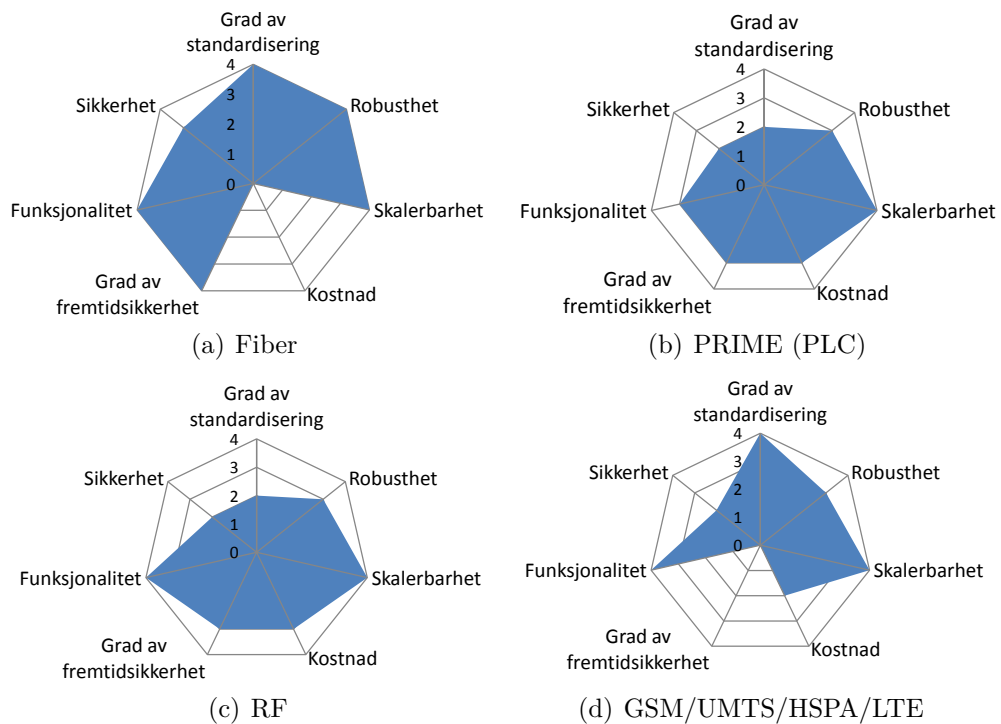 Grad av
standardisering
4
3
2
1
0
Sikkerhet
Robusthet
Funksjonalitet
Skalerbarhet
Grad av
fremtidsikkerhet
Kostnad
(a) Fiber
Grad av
standardisering
4
3
2
1
0
Sikkerhet
Robusthet
Funksjonalitet
Skalerbarhet
Grad av
fremtidsikkerhet
Kostnad
(b) PRIME (PLC)
Grad av
standardisering
4
3
2
1
0
Sikkerhet
Robusthet
Funksjonalitet
Skalerbarhet
Grad av
fremtidsikkerhet
Kostnad
(c) RF
Grad av
standardisering
4
3
2
1
0
Sikkerhet
Robusthet
Funksjonalitet
Skalerbarhet
Grad av
fremtidsikkerhet
Kostnad
(d) GSM/UMTS/HSPA/LTE